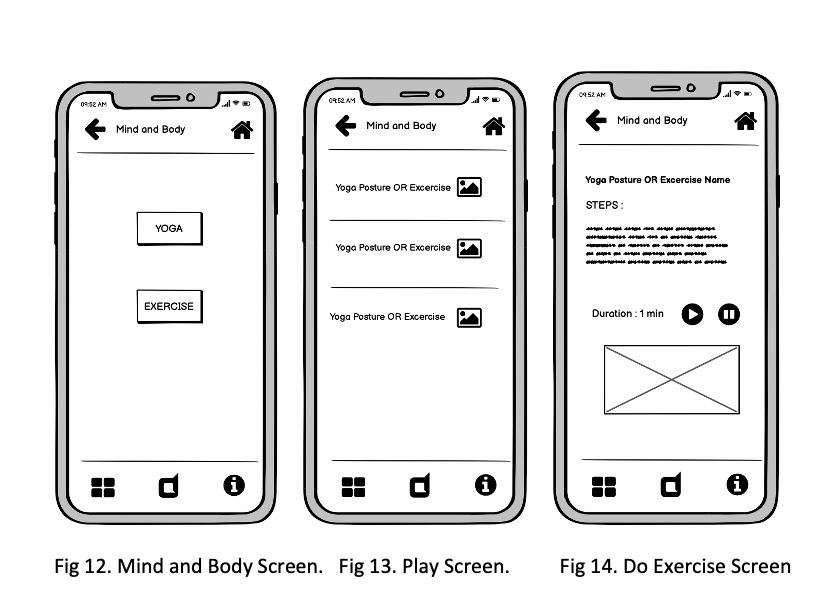 09:52 AM
Mind and Body
YOGA
EXERCISE
Fig 12. Mind and Body Screen.
09:52 AM
Mind and Body
Yoga Posture OR Excercise
Yoga Posture OR Excercise
Yoga Posture OR Excercise
Fig 13. Play Screen.
09:52 AM
Mind and Body
Yoga Posture OR Excercise Name
STEPS :
Duration : 1 min
Fig 14. Do Exercise Screen